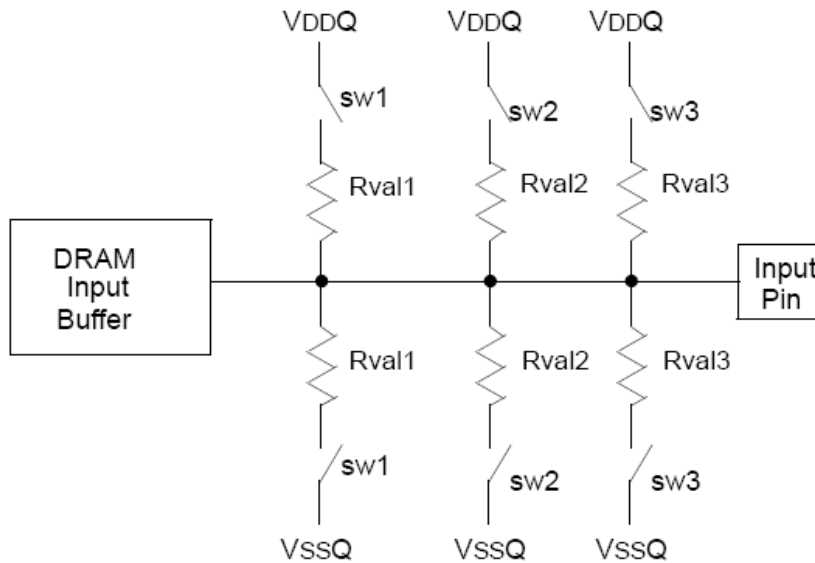 VDDQ VDDQ VDDQ
sw1 sw2 sw3
Rval1 Rval2 Rval3
DRAM
Input
Buffer
Input
Pin
Rval1 Rval2 Rval3
sw1 sw2 sw3
VSSQ VSSQ VSSQ